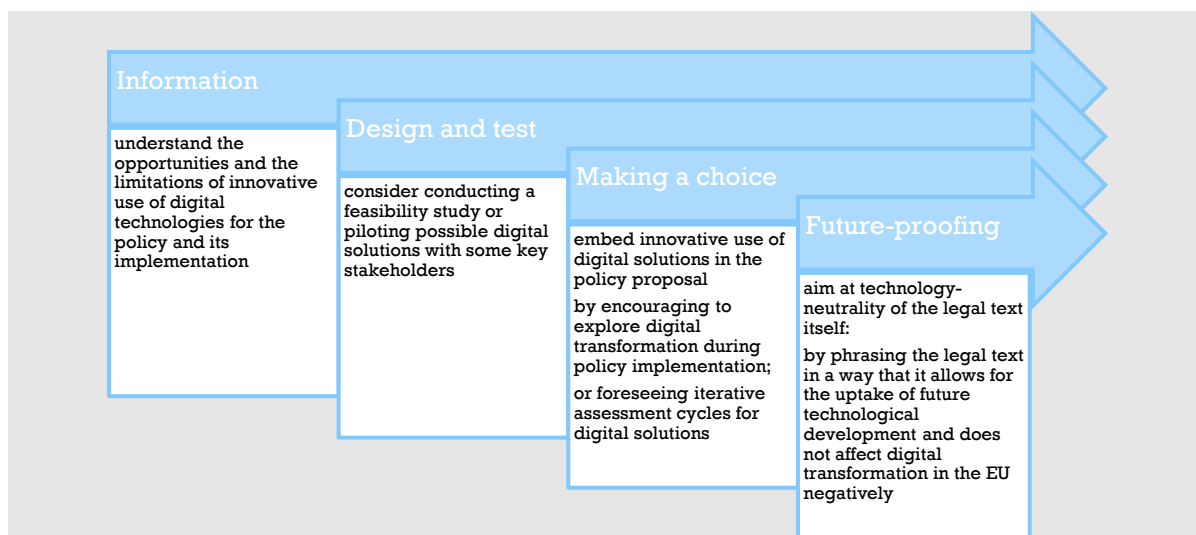 Information
understand the
opportunities and the
limitations of innovative
use of digital
technologies for the
policy and its
implementation
Design and test
consider conducting a
feasibility study or
piloting possible digital
solutions with some key
stakeholders
Making a choice
embed innovative use of
digital solutions in the
policy proposal
by encouraging to
explore digital
transformation during
policy implementation;
or foreseeing iterative
assessment cycles for
digital solutions
Future-proofing
aim at technology-
neutrality of the legal text
itself:
by phrasing the legal text
in a way that it allows for
the uptake of future
technological
development and does
not affect digital
transformation in the EU
negatively